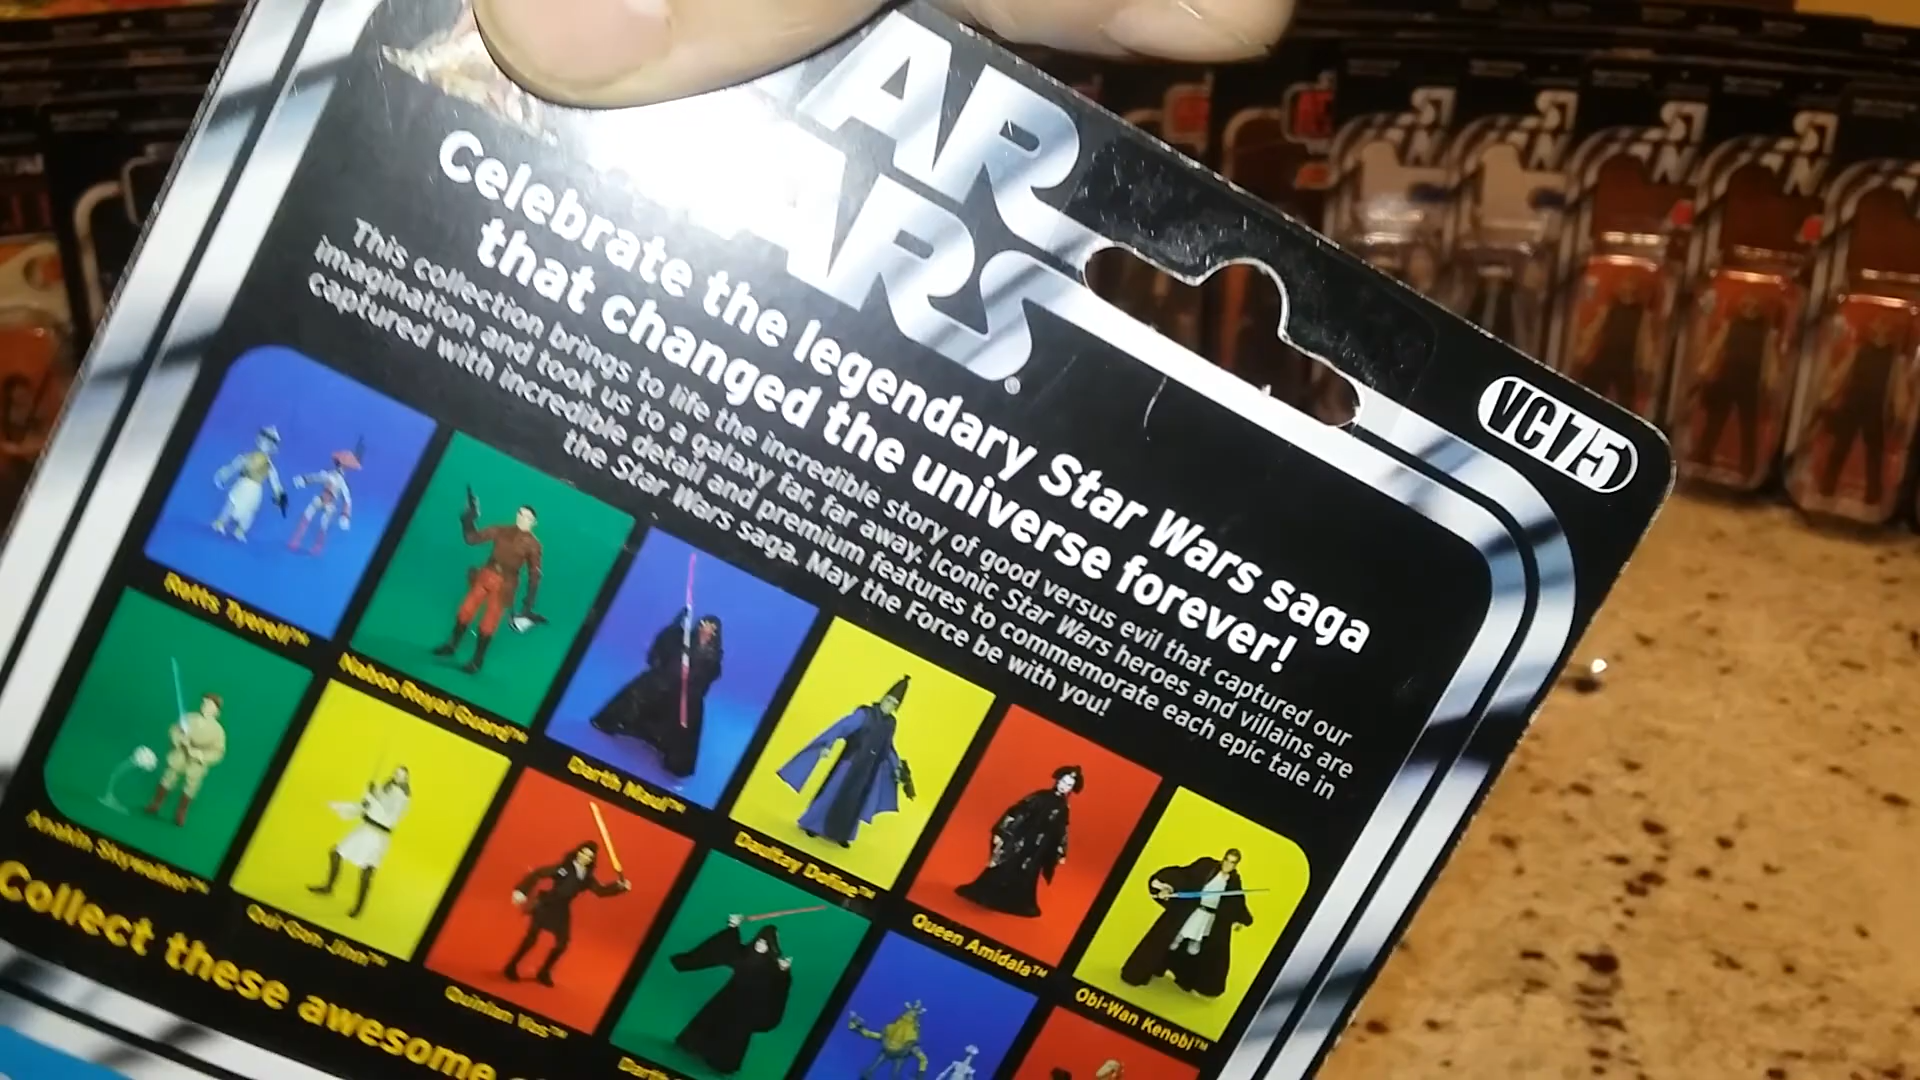 VC75
WARS
Celebrate the legendary Star Wars saga
that changed the universe forever!
This collection brings to life the incredible story of good versus evil that captured our
imagination and took us to a galaxy far, far away. Iconic Star Wars heroes and villains are
captured with incredible detail and premium features to commemorate each epic tale in
the Star Wars saga. May the Force be with you!
Ratts Tyerell™
Naboo Royal Guard™
Darth Maul™
Daultay Dofine™
Queen Amidala™
Obi-Wan Kenobi™
Anakin Skywalker™
Qui-Gon Jinn™
Quinlan Vos™
Darth
Collect these awesome